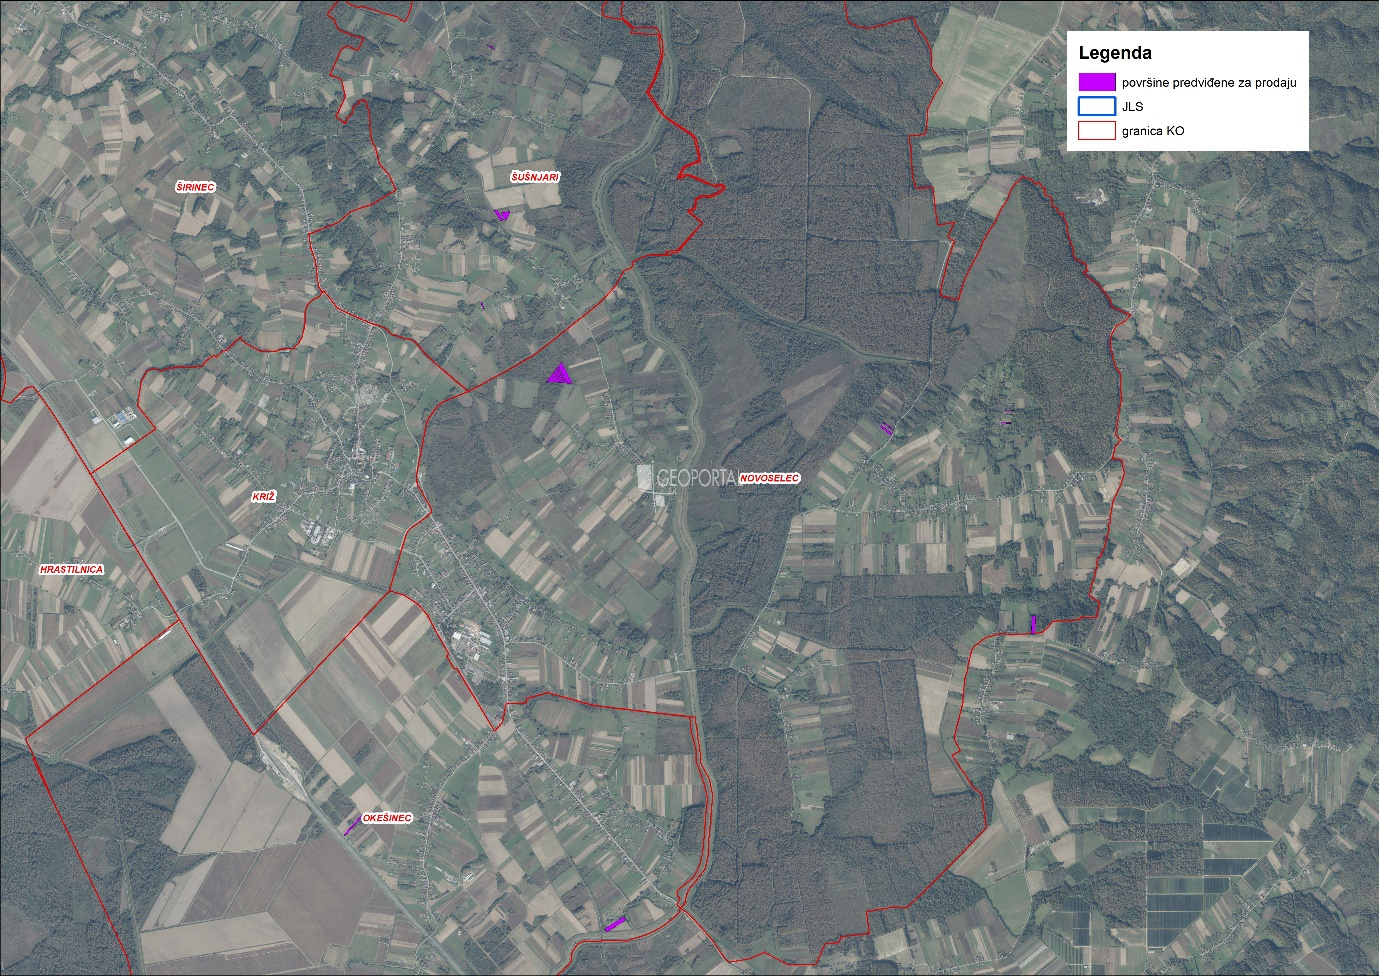 Legenda
površine predviđene za prodaju
JLS
granica KO
ŠIRINEC
ŠUŠNJARI
GEOPORTAL
NOVOSELEC
KRIŽ
HRASTILNICA
OKEŠINEC